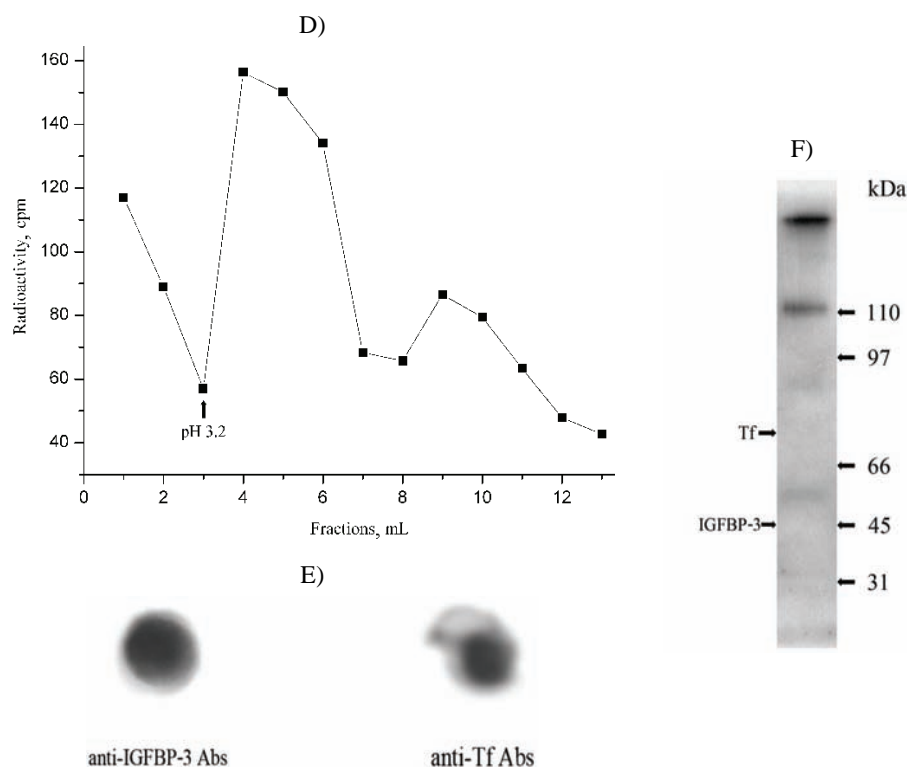 D)
160
140
120
100
80
60
40
Radioactivity, cpm
pH 3.2
0 2 4 6 8 10 12
Fractions, mL
E)
anti-IGFBP-3 Abs anti-Tf Abs
F)
kDa
110
97
Tf
66
IGFBP-3 45
31